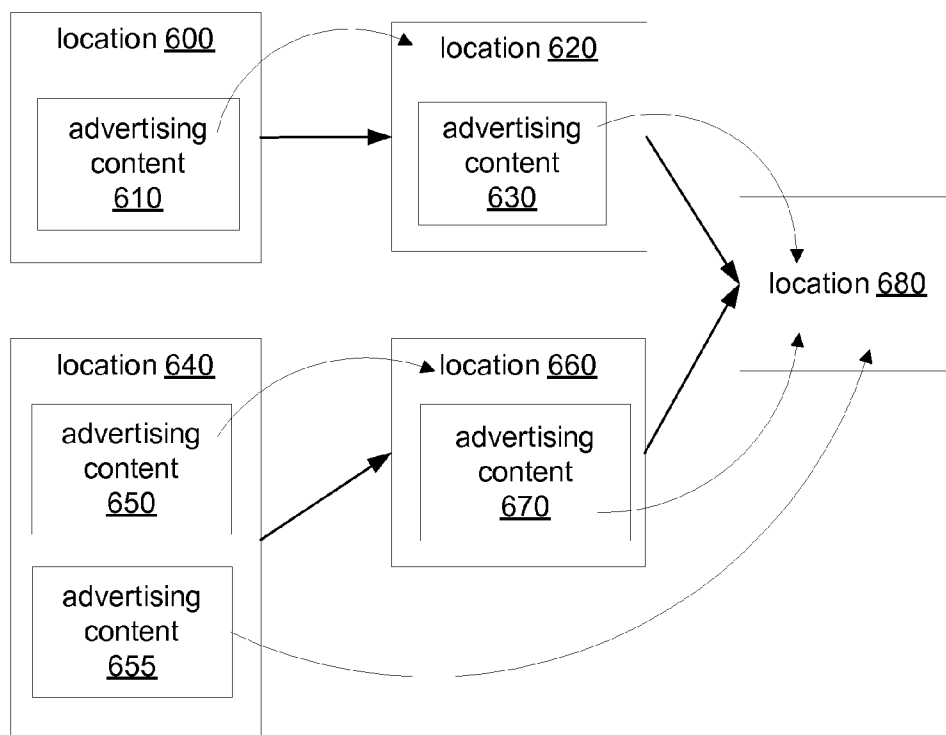 location 600
advertising
content
610
location 620
advertising
content
630
location 680
location 640
advertising
content
650
advertising
content
655
location 660
advertising
content
670